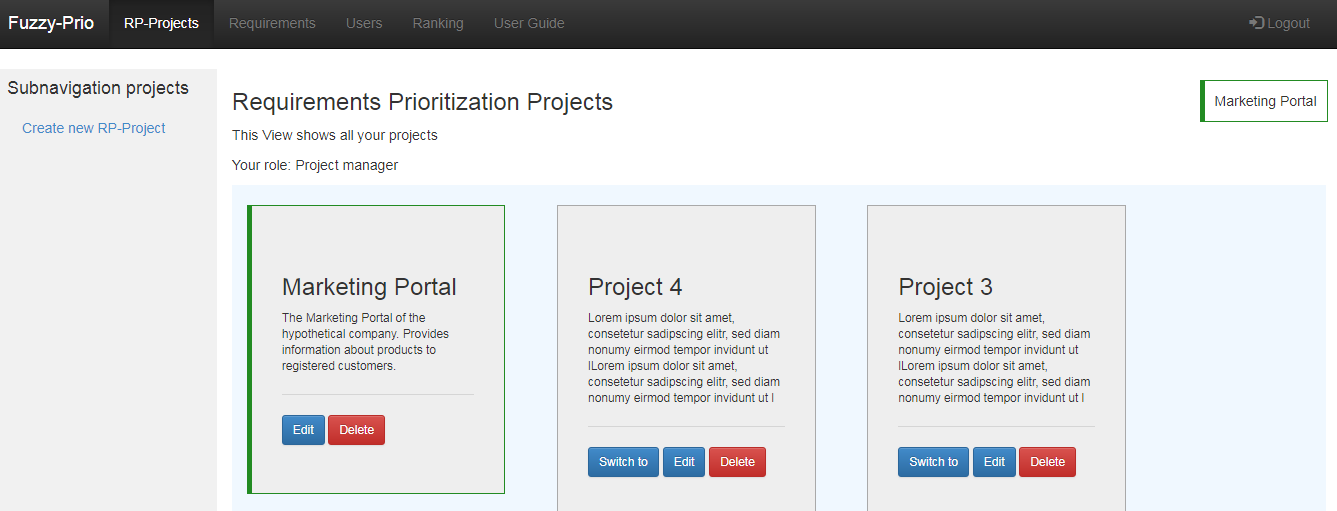 Fuzzy-Prio RP-Projects Requirements Users Ranking User Guide Logout
Subnavigation projects
Create new RP-Project
Requirements Prioritization Projects
Marketing Portal
This View shows all your projects
Your role: Project manager
Marketing Portal
The Marketing Portal of the
hypothetical company. Provides
information about products to
registered customers.
Edit Delete
Project 4
Lorem ipsum dolor sit amet,
consetetur sadipscing elitr, sed diam
nonumy eirmod tempor invidunt ut
lLorem ipsum dolor sit amet,
consetetur sadipscing elitr, sed diam
nonumy eirmod tempor invidunt ut l
Switch to Edit Delete
Project 3
Lorem ipsum dolor sit amet,
consetetur sadipscing elitr, sed diam
nonumy eirmod tempor invidunt ut
lLorem ipsum dolor sit amet,
consetetur sadipscing elitr, sed diam
nonumy eirmod tempor invidunt ut l
Switch to Edit Delete